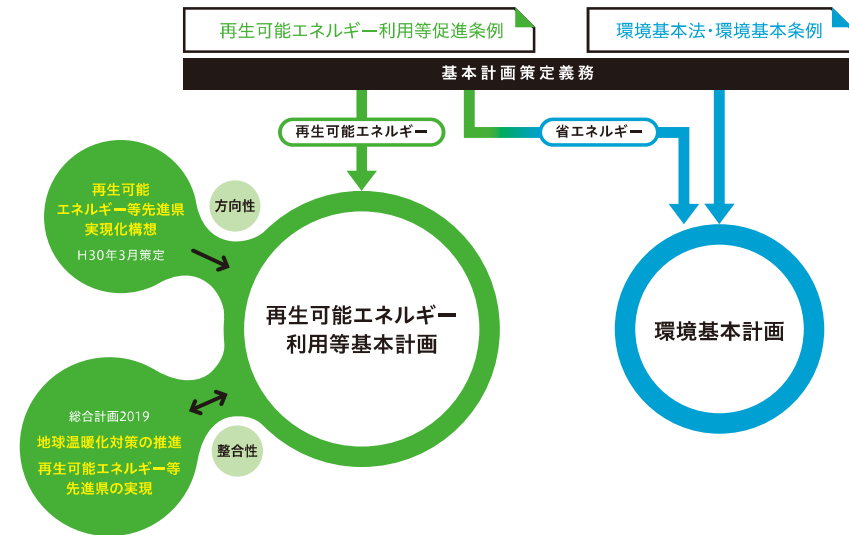 再生可能エネルギー利用等促進条例
環境基本法・環境基本条例
基本計画策定義務
再生可能エネルギー
省エネルギー
再生可能
エネルギー等先進県
実現化構想
H30年3月策定
方向性
再生可能エネルギー
利用等基本計画
環境基本計画
総合計画2019
地球温暖化対策の推進
再生可能エネルギー等
先進県の実現
整合性